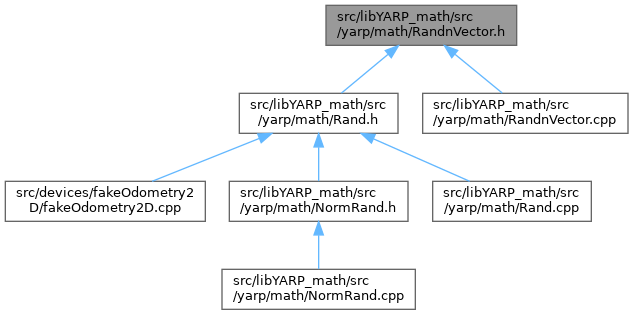 src/libYARP_math/src
/yarp/math/RandnVector.h
src/libYARP_math/src
/yarp/math/Rand.h
src/libYARP_math/src
/yarp/math/RandnVector.cpp
src/devices/fakeOdometry2
D/fakeOdometry2D.cpp
src/libYARP_math/src
/yarp/math/NormRand.h
src/libYARP_math/src
/yarp/math/Rand.cpp
src/libYARP_math/src
/yarp/math/NormRand.cpp